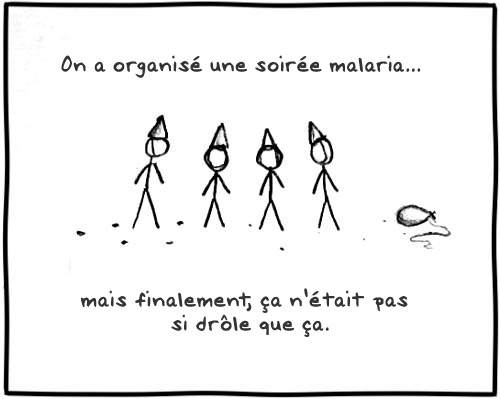 On a organisé une soirée malaria...
mais finalement, ça n'était pas
si drôle que ça.